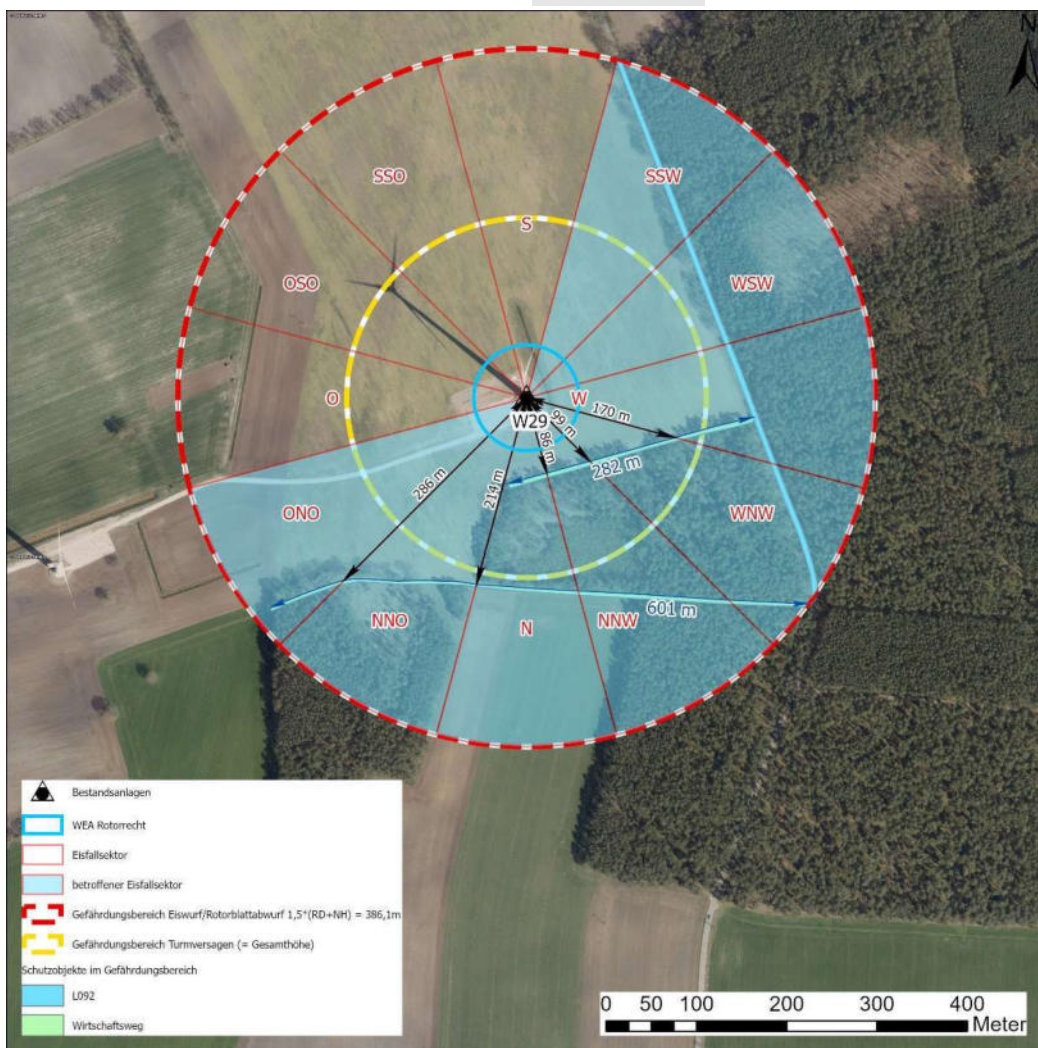 N
SSO
SSW
S
OSO
WSW
O
W
W29
170 m
99 m
86 m
282 m
286 m
214 m
ONO
WNW
601 m
NNO
N
NNW
Bestandsanlagen
WEA Rotorrecht
Eisfallsektor
betroffener Eisfallsektor
Gefährdungsbereich Eiswurf/Rotorblattabwurf 1,5*(RD+NH) = 386,1m
Gefährdungsbereich Turmversagen (= Gesamthöhe)
Schutzobjekte im Gefährdungsbereich
L092
Wirtschaftsweg
0 50 100 200 300 400
Meter